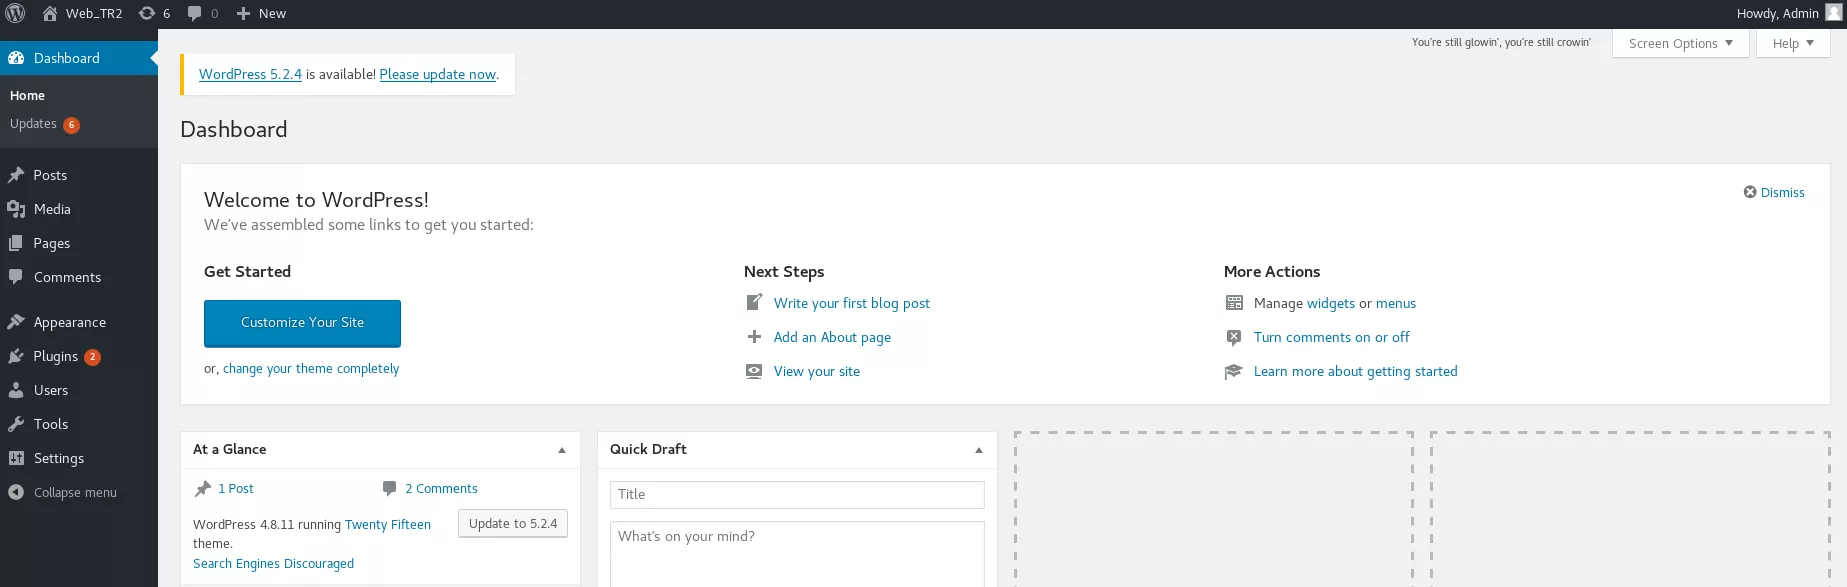 Web_TR2 6 0 New Howdy, Admin
Dashboard
Home
Updates 6
Posts
Media
Pages
Comments
Appearance
Plugins 2
Users
Tools
Settings
Collapse menu
You're still glowin', you're still crowin'
Screen Options
Help
WordPress 5.2.4 is available! Please update now.
Dashboard
Welcome to WordPress!
We've assembled some links to get you started:
Dismiss
Get Started
Customize Your Site
or, change your theme completely
Next Steps
Write your first blog post
Add an About page
View your site
More Actions
Manage widgets or menus
Turn comments on or off
Learn more about getting started
At a Glance
1 Post 2 Comments
WordPress 4.8.11 running Twenty Fifteen
theme.
Update to 5.2.4
Search Engines Discouraged
Quick Draft
Title
What's on your mind?